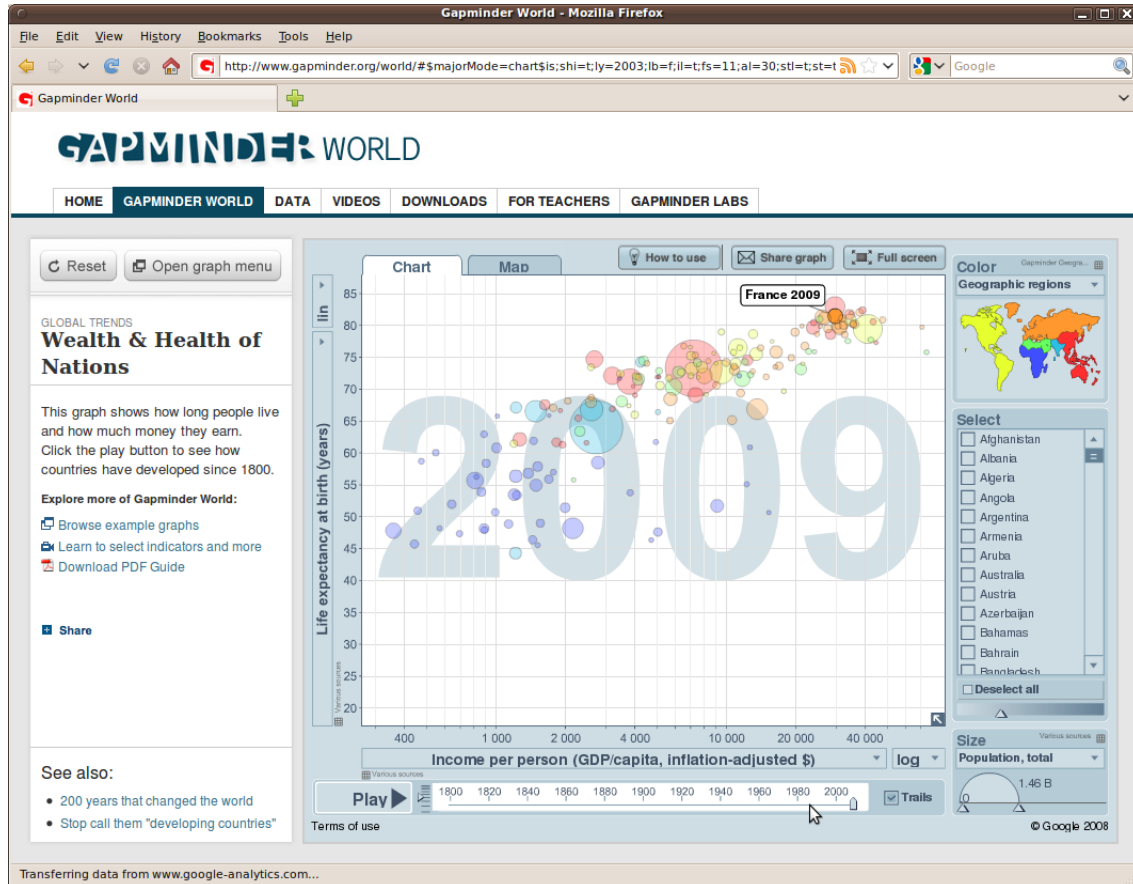 Gapminder World - Mozilla Firefox
File Edit View History Bookmarks Tools Help
http://www.gapminder.org/world/#$majorMode=chart$is;shi=t;ly=2003;lb=f;il=t;fs=11;al=30;stl=t;st=t
Google
Gapminder World
GAPMINDER WORLD
HOME GAPMINDER WORLD DATA VIDEOS DOWNLOADS FOR TEACHERS GAPMINDER LABS
Reset Open graph menu
GLOBAL TRENDS
Wealth & Health of
Nations
This graph shows how long people live
and how much money they earn.
Click the play button to see how
countries have developed since 1800.
Explore more of Gapminder World:
Browse example graphs
Learn to select indicators and more
Download PDF Guide
Share
See also:
• 200 years that changed the world
• Stop call them "developing countries"
Chart Map
How to use Share graph Full screen
lin
Life expectancy at birth (years)
Various sources
85
80
75
70
65
60
55
50
45
40
35
30
25
20
France 2009
2009
400 1 000 2 000 4 000 10 000 20 000 40 000
Income per person (GDP/capita, inflation-adjusted $) log
Various sources
Play 1800 1820 1840 1860 1880 1900 1920 1940 1960 1980 2000 Trails
Terms of use
© Google 2008
Color Gapminder Geogra...
Geographic regions
Select
Afghanistan
Albania
Algeria
Angola
Argentina
Armenia
Aruba
Australia
Austria
Azerbaijan
Bahamas
Bahrain
Bangladesh
Deselect all
Size Various sources
Population, total
1.46 B
0
Transferring data from www.google-analytics.com...